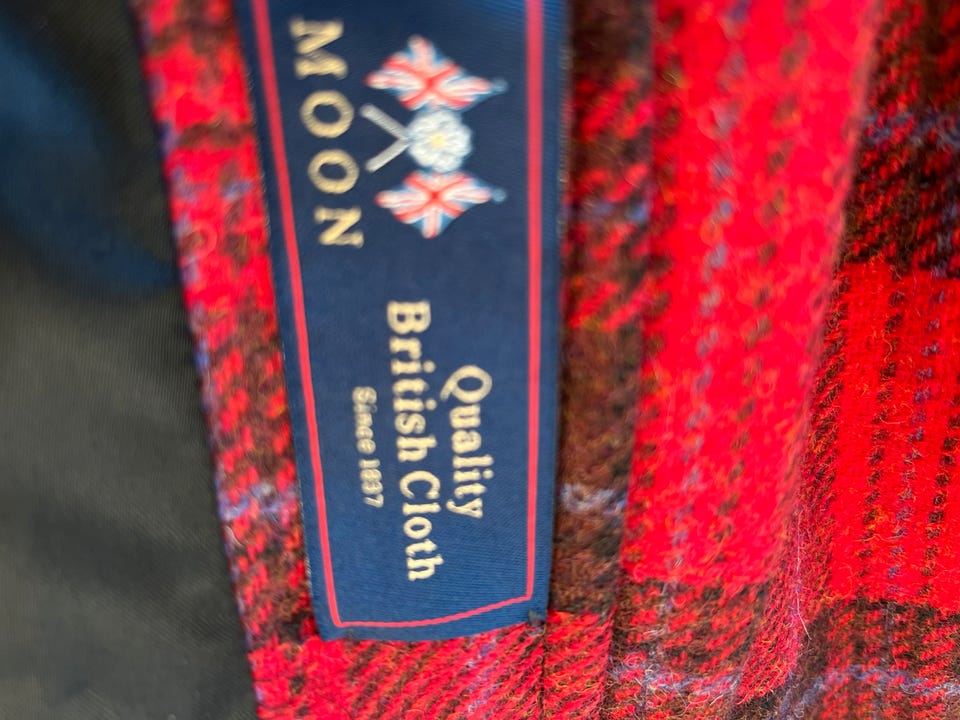 MOON
Quality
British Cloth
Since 1837